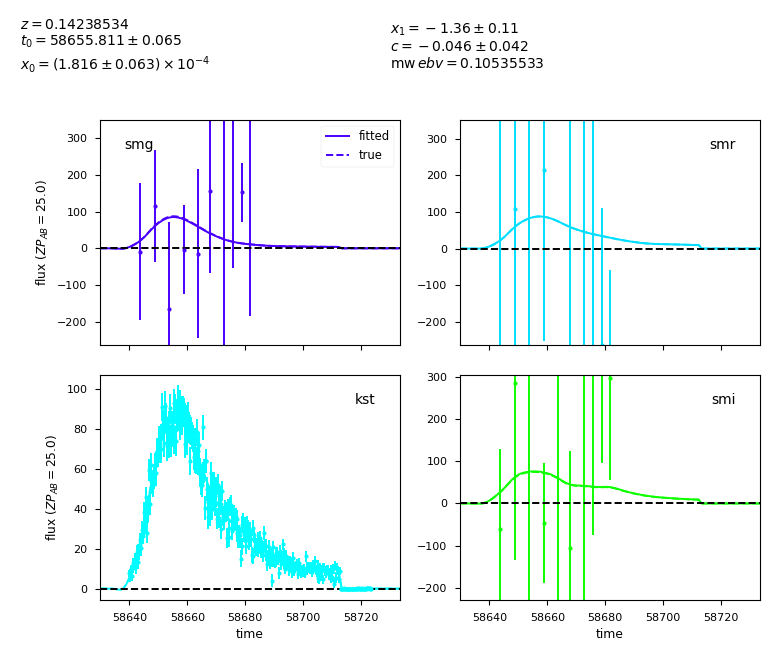 z = 0.14238534
t0 = 58655.811 ± 0.065
x0 = (1.816 ± 0.063) × 10^−4
x1 = −1.36 ± 0.11
c = −0.046 ± 0.042
mw ebv = 0.10535533
300
200
100
0
−100
−200
flux (ZP_AB = 25.0)
smg
fitted
true
300
200
100
0
−100
−200
smr
100
80
60
40
20
0
flux (ZP_AB = 25.0)
kst
58640 58660 58680 58700 58720
time
300
200
100
0
−100
−200
smi
58640 58660 58680 58700 58720
time